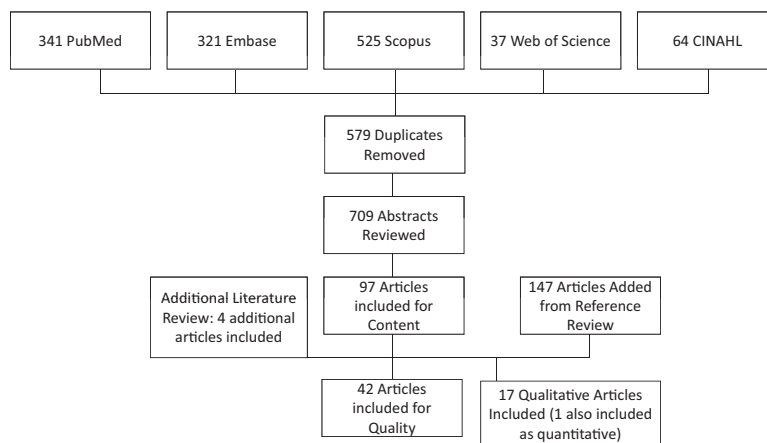 341 PubMed
321 Embase
525 Scopus
37 Web of Science
64 CINAHL
579 Duplicates
Removed
709 Abstracts
Reviewed
Additional Literature
Review: 4 additional
articles included
97 Articles
included for
Content
147 Articles Added
from Reference
Review
42 Articles
included for
Quality
17 Qualitative Articles
Included (1 also included
as quantitative)